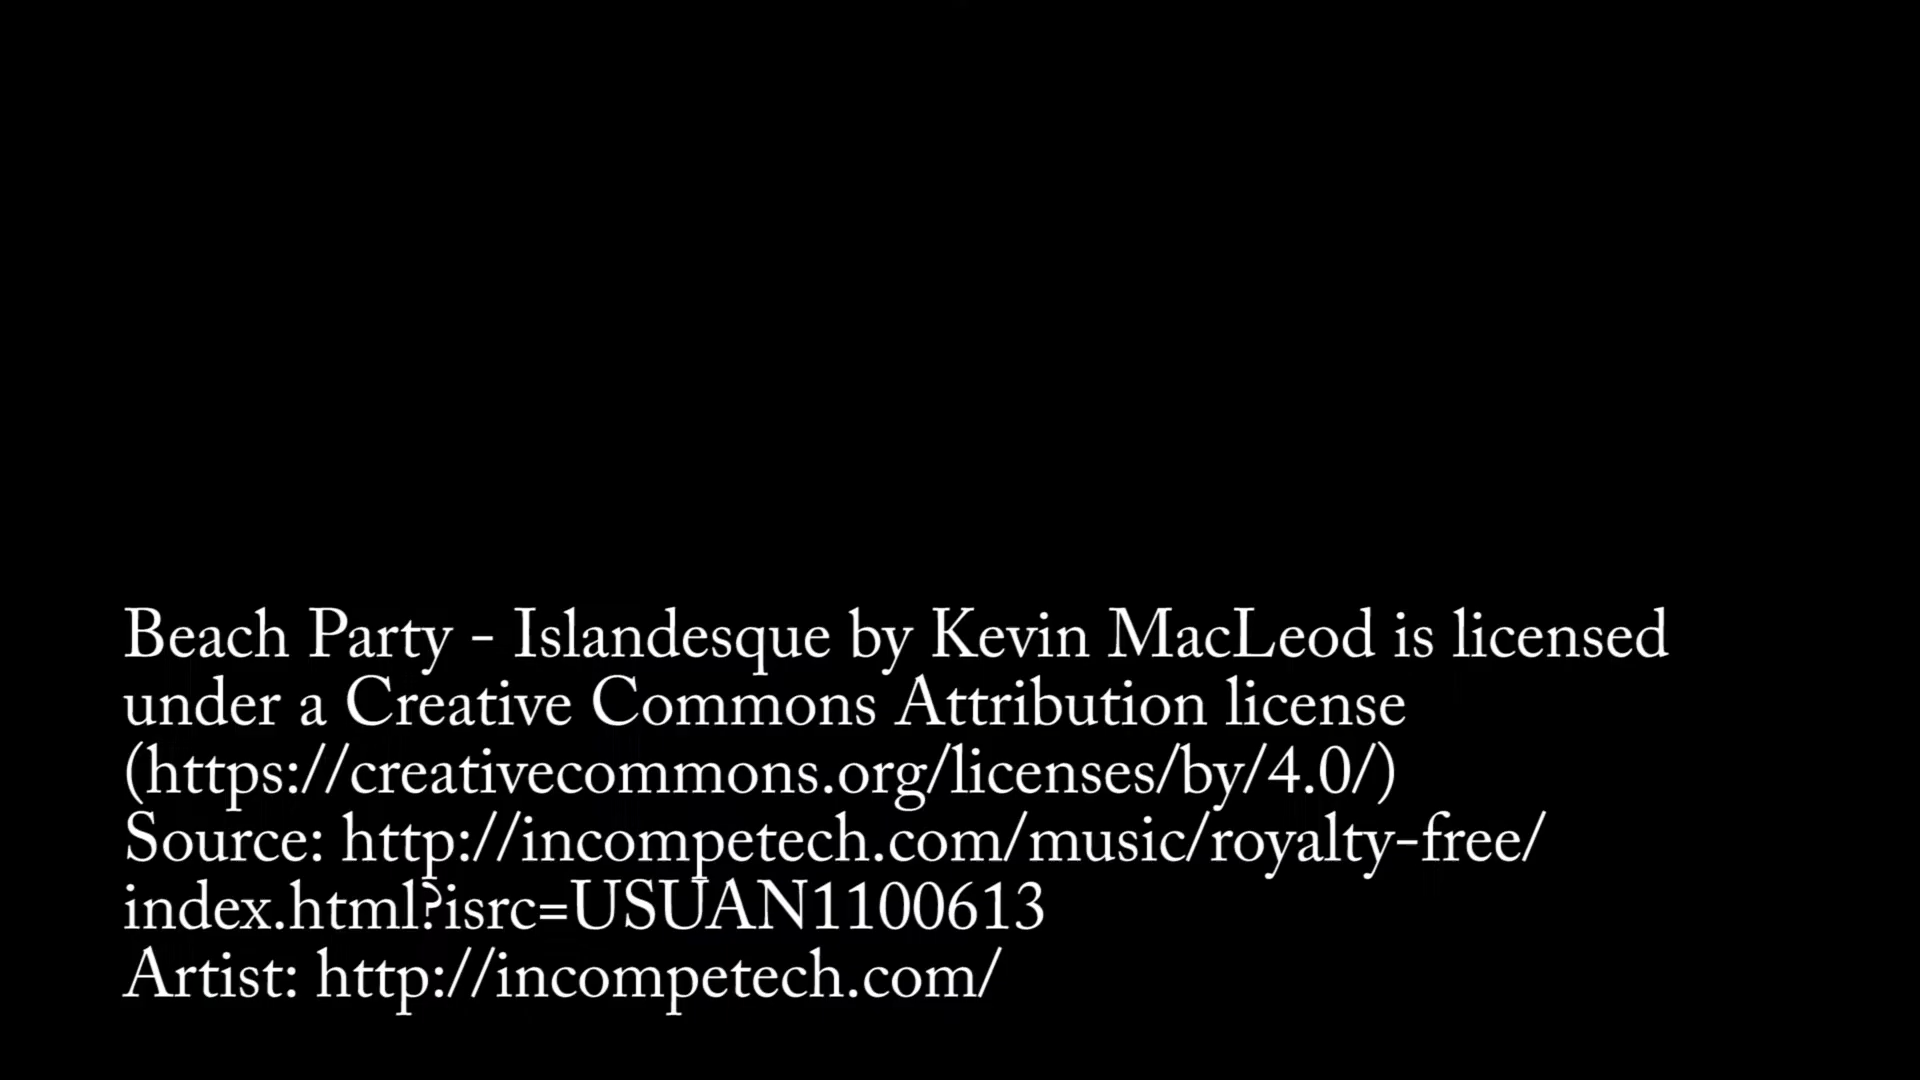 Beach Party - Islandesque by Kevin MacLeod is licensed
under a Creative Commons Attribution license
(https://creativecommons.org/licenses/by/4.0/)
Source: http://incompetech.com/music/royalty-free/
index.html?isrc=USUAN1100613
Artist: http://incompetech.com/